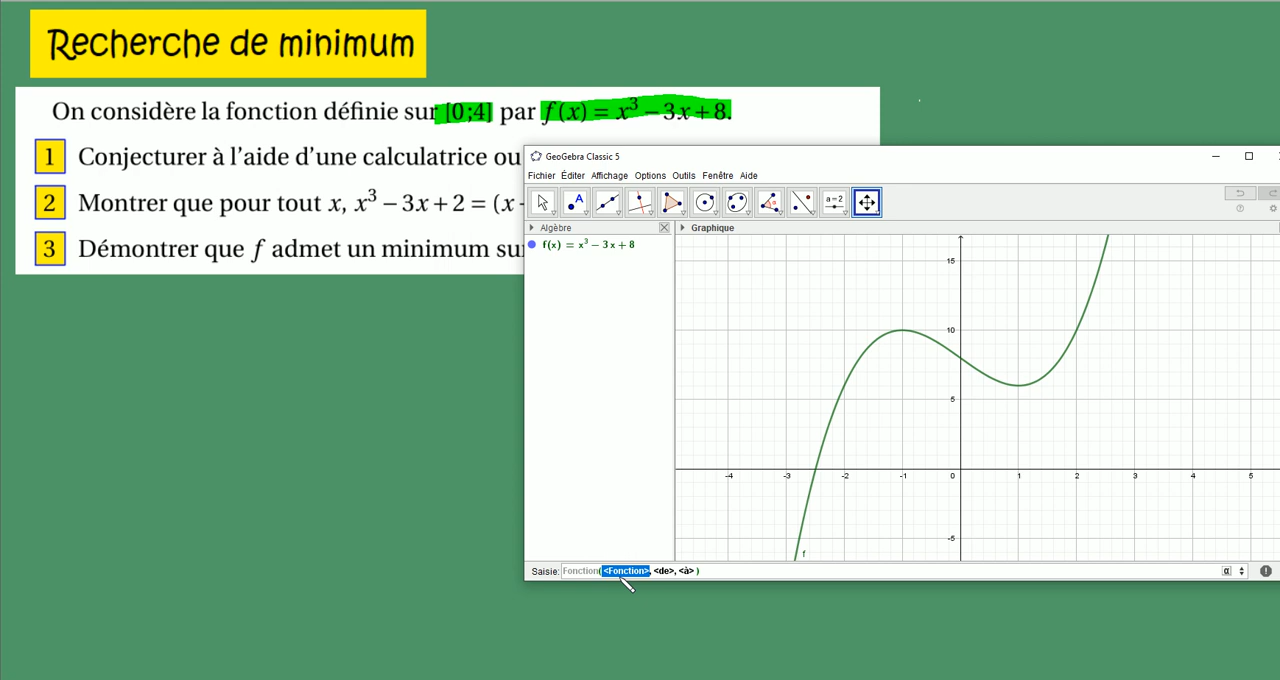 Recherche de minimum
On considère la fonction définie sur [0;4] par f(x) = x³ − 3x + 8.
1 Conjecturer à l'aide d'une calculatrice ou
2 Montrer que pour tout x, x³ − 3x + 2 = (x
3 Démontrer que f admet un minimum su
GeoGebra Classic 5
Fichier Éditer Affichage Options Outils Fenêtre Aide
A a=2
Algèbre
Graphique
f(x) = x³ − 3 x + 8
15
10
5
-4 -3 -2 -1 0 1 2 3 4 5
-5
f
Saisie: Fonction( <Fonction>, <de>, <à> ) α